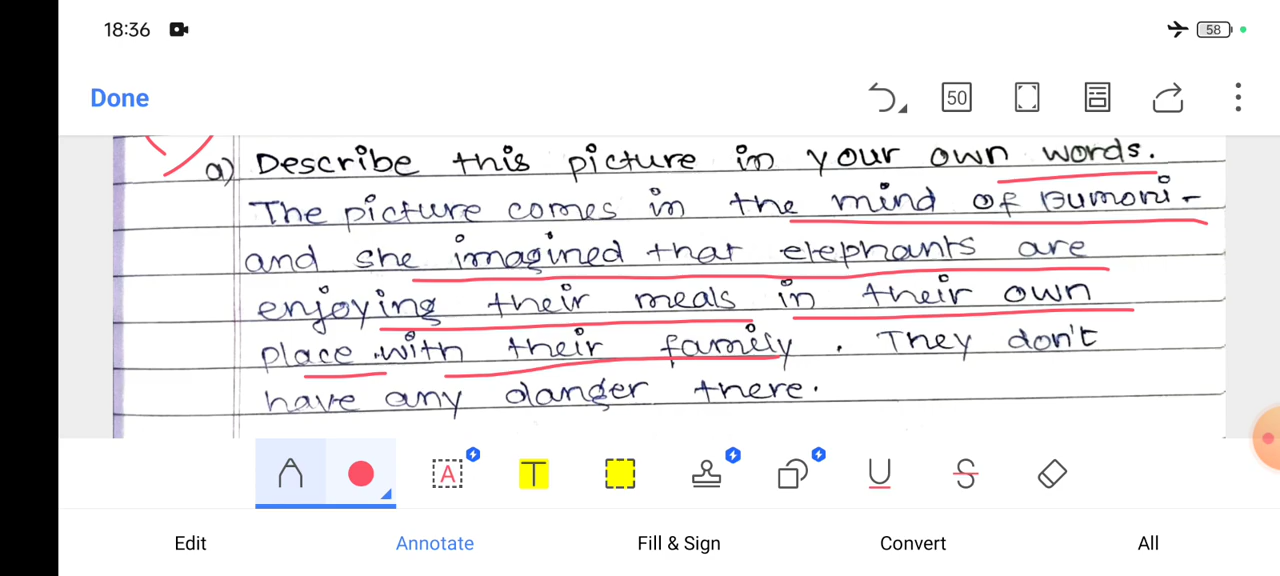 18:36 58
Done 50
a) Describe this picture in your own words.
The picture comes in the mind of Gumoni-
and she imagined that elephants are
enjoying their meals in their own
place with their family. They don't
have any danger there.
A T U S
Edit Annotate Fill & Sign Convert All